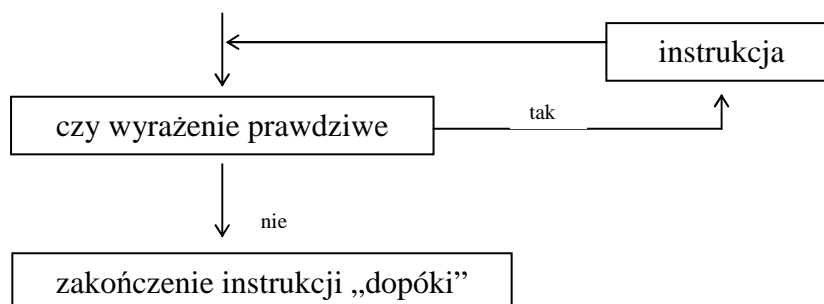 instrukcja
czy wyrażenie prawdziwe
tak
nie
zakończenie instrukcji „dopóki”